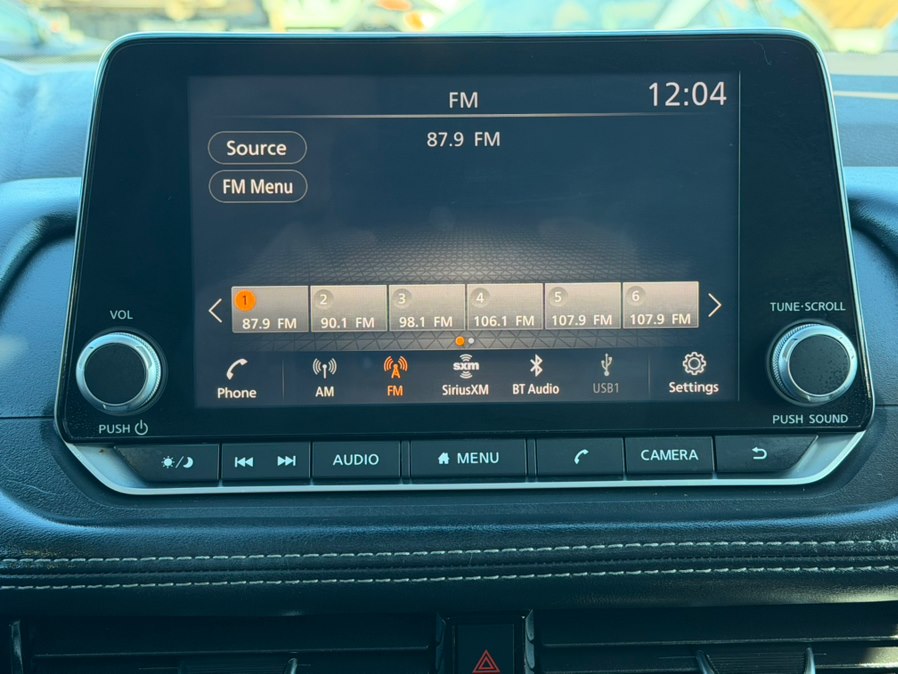 FM 12:04
87.9 FM
Source
FM Menu
1 2 3 4 5 6
87.9 FM 90.1 FM 98.1 FM 106.1 FM 107.9 FM 107.9 FM
VOL
TUNE·SCROLL
sxm
Phone AM FM SiriusXM BT Audio USB1 Settings
PUSH
PUSH SOUND
AUDIO MENU CAMERA